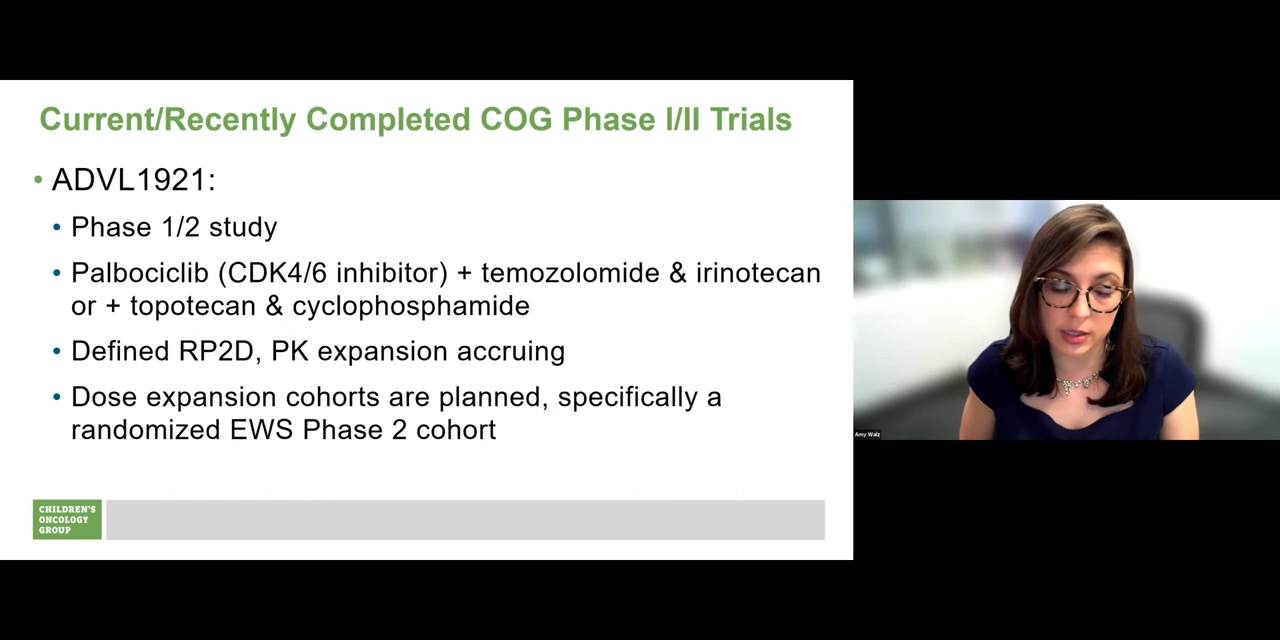 Current/Recently Completed COG Phase I/II Trials
• ADVL1921:
• Phase 1/2 study
• Palbociclib (CDK4/6 inhibitor) + temozolomide & irinotecan
or + topotecan & cyclophosphamide
• Defined RP2D, PK expansion accruing
• Dose expansion cohorts are planned, specifically a
randomized EWS Phase 2 cohort
CHILDREN'S
ONCOLOGY
GROUP
Amy Walz